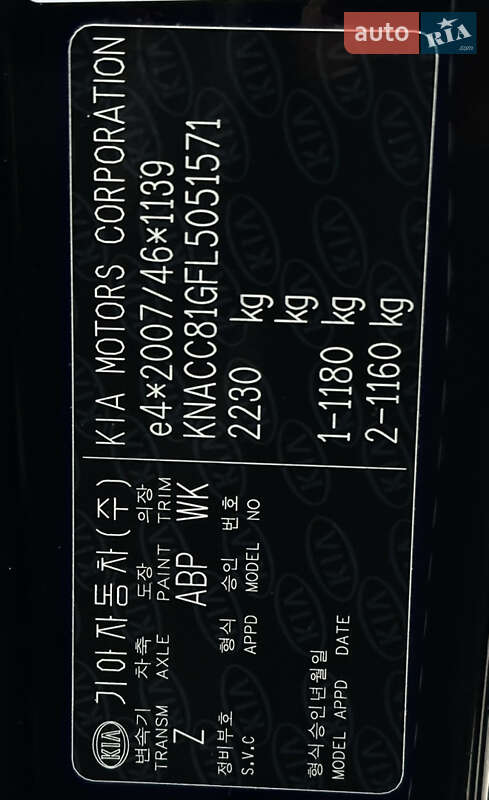 auto RIA .com
KIA 기아자동차(주) KIA MOTORS CORPORATION
변속기 차축 도장 의장
TRANSM AXLE PAINT TRIM
Z ABP WK
정비부호 형식 승인 번호
S.V.C APPD MODEL NO
형식승인년월일
MODEL APPD DATE
e4*2007/46*1139
KNACC81GFL5051571
2230 kg
kg
1-1180 kg
2-1160 kg